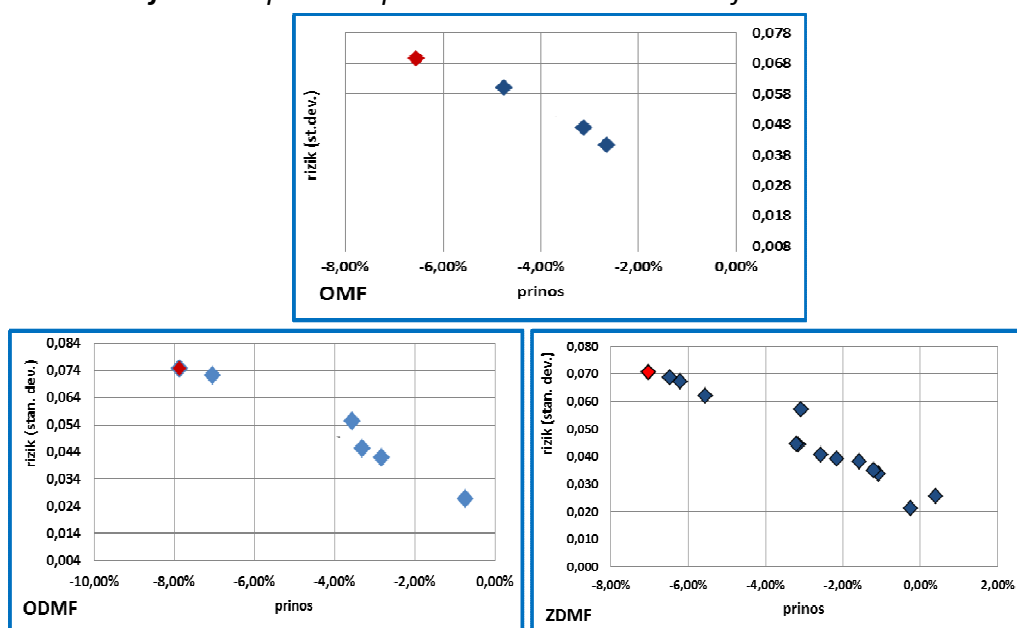 0,078
0,068
0,058
0,048
0,038
0,028
0,018
0,008
rizik (st.dev.)
-8,00% -6,00% -4,00% -2,00% 0,00%
OMF prinos
0,084
0,074
0,064
0,054
0,044
0,034
0,024
0,014
0,004
rizik (stan. dev.)
-10,00% -8,00% -6,00% -4,00% -2,00% 0,00%
ODMF prinos
0,080
0,070
0,060
0,050
0,040
0,030
0,020
0,010
0,000
rizik (stan. dev.)
-8,00% -6,00% -4,00% -2,00% 0,00% 2,00%
ZDMF prinos